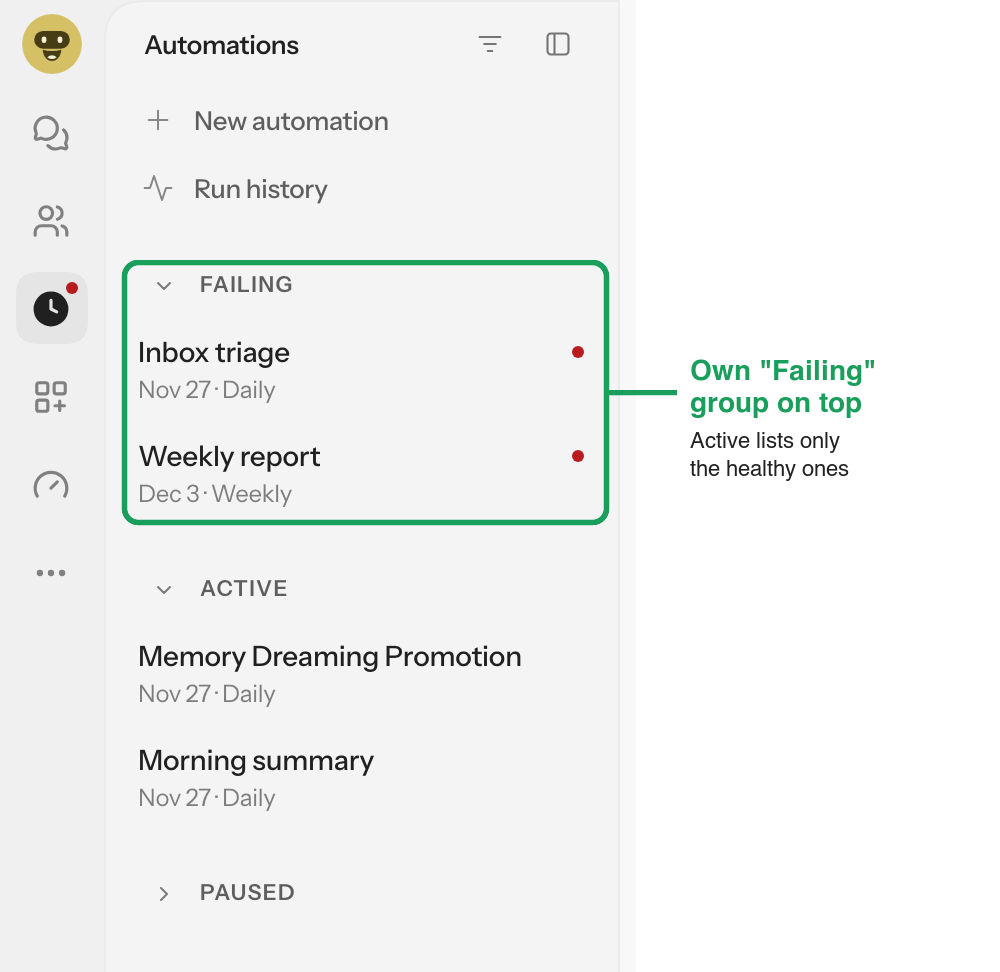 Automations
New automation
Run history
FAILING
Inbox triage
Nov 27 · Daily
Weekly report
Dec 3 · Weekly
ACTIVE
Memory Dreaming Promotion
Nov 27 · Daily
Morning summary
Nov 27 · Daily
PAUSED
Own "Failing"
group on top
Active lists only
the healthy ones